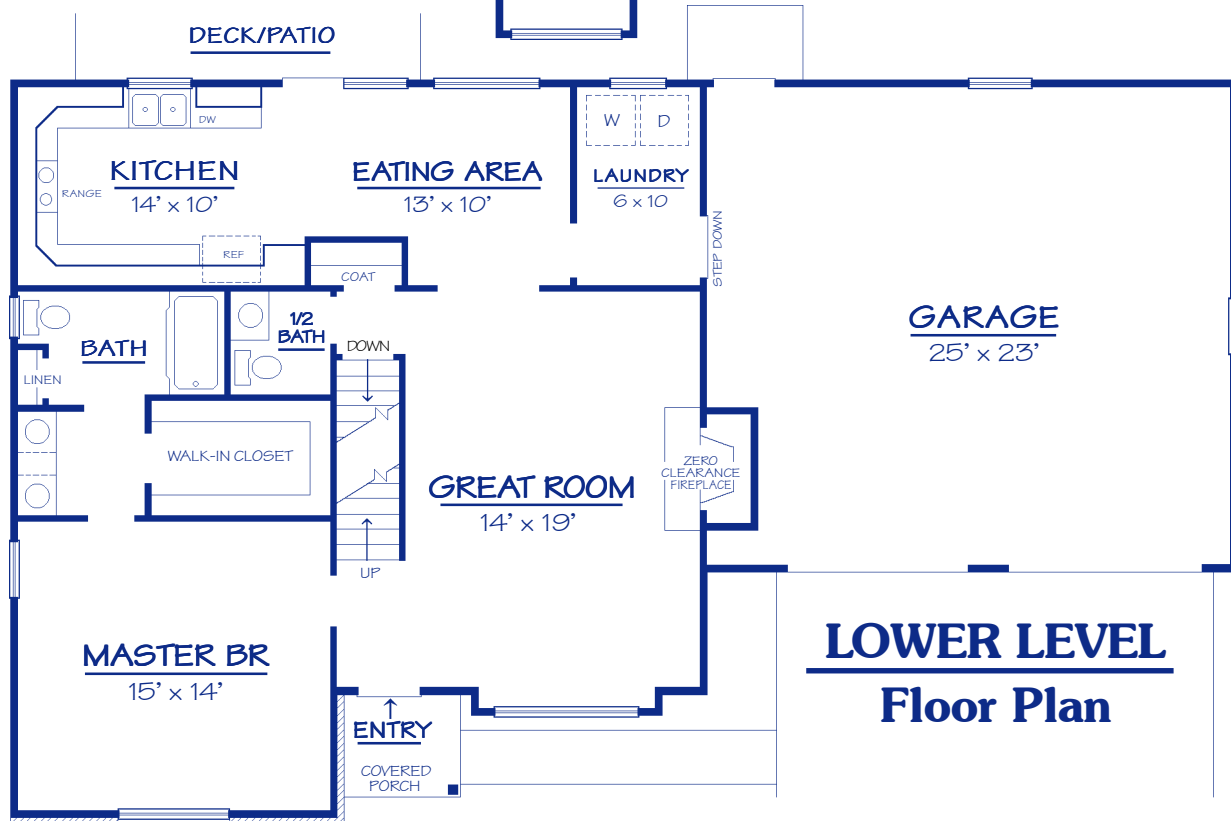 DECK/PATIO
DW
W D
KITCHEN
14’ x 10’
RANGE
REF
EATING AREA
13’ x 10’
LAUNDRY
6 x 10
STEP DOWN
COAT
BATH
LINEN
1/2
BATH
DOWN
GARAGE
25’ x 23’
WALK-IN CLOSET
GREAT ROOM
14’ x 19’
ZERO
CLEARANCE
FIREPLACE
UP
MASTER BR
15’ x 14’
ENTRY
COVERED
PORCH
LOWER LEVEL
Floor Plan